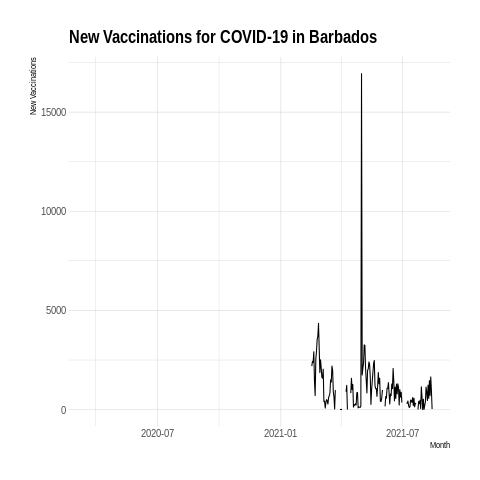 New Vaccinations for COVID-19 in Barbados
New Vaccinations
15000
10000
5000
0
2020-07
2021-01
2021-07
Month